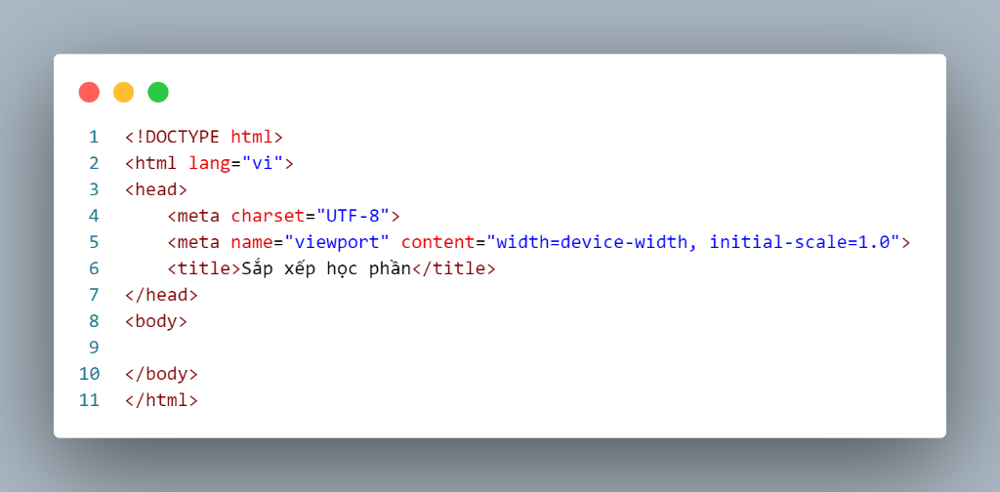 1 <!DOCTYPE html>
2 <html lang="vi">
3 <head>
4     <meta charset="UTF-8">
5     <meta name="viewport" content="width=device-width, initial-scale=1.0">
6     <title>Sắp xếp học phần</title>
7 </head>
8 <body>
9
10 </body>
11 </html>